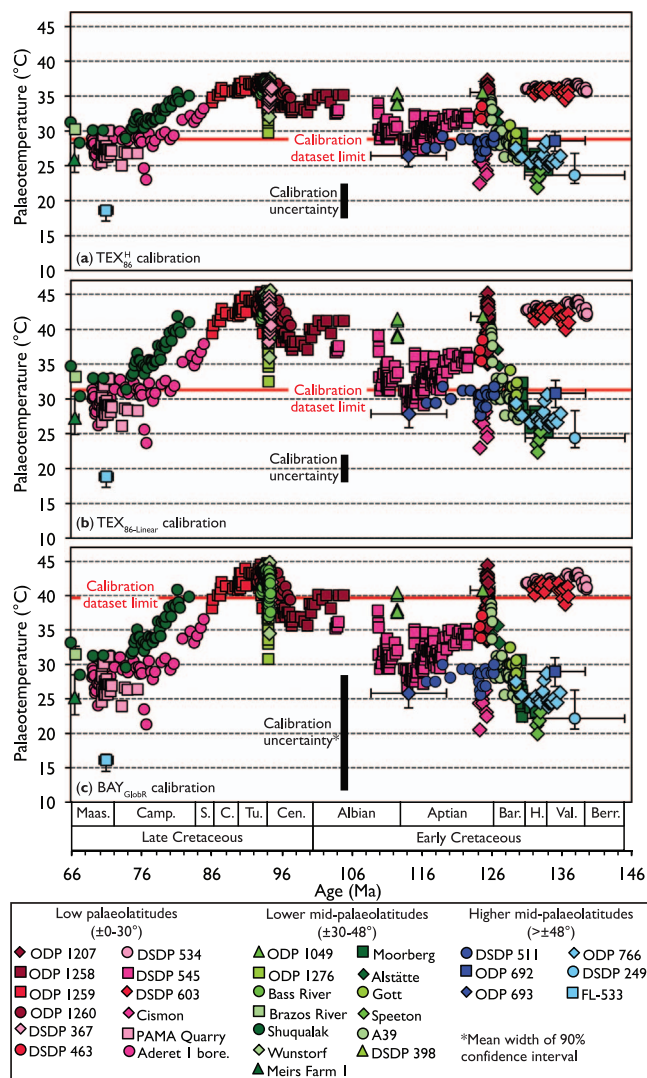 45
40
35
30
25
20
15
10
Palaeotemperature (°C)
Calibration
dataset limit
Calibration
uncertainty
(a) TEX₈₆ᴴ calibration
45
40
35
30
25
20
15
10
Palaeotemperature (°C)
Calibration
dataset limit
Calibration
uncertainty
(b) TEX₈₆₋Linear calibration
45
40
35
30
25
20
15
10
Palaeotemperature (°C)
Calibration
dataset limit
Calibration
uncertainty*
(c) BAY GlobR calibration
Maas. Camp. S. C. Tu. Cen. Albian Aptian Bar. H. Val. Berr.
Late Cretaceous Early Cretaceous
66 76 86 96 106 116 126 136 146
Age (Ma)
Low palaeolatitudes
(±0-30°)
ODP 1207
ODP 1258
ODP 1259
ODP 1260
DSDP 367
DSDP 463
DSDP 534
DSDP 545
DSDP 603
Cismon
PAMA Quarry
Aderet 1 bore.
Lower mid-palaeolatitudes
(±30-48°)
ODP 1049
ODP 1276
Bass River
Brazos River
Shuqualak
Wunstorf
Meirs Farm 1
Moorberg
Alstätte
Gott
Speeton
A39
DSDP 398
Higher mid-palaeolatitudes
(>±48°)
DSDP 511
ODP 692
ODP 693
ODP 766
DSDP 249
FL-533
*Mean width of 90%
confidence interval